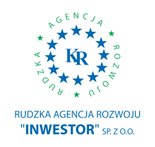 RUDZKA AGENCJA ROZWOJU
KR
RUDZKA AGENCJA ROZWOJU
"INWESTOR" SP. Z O.O.